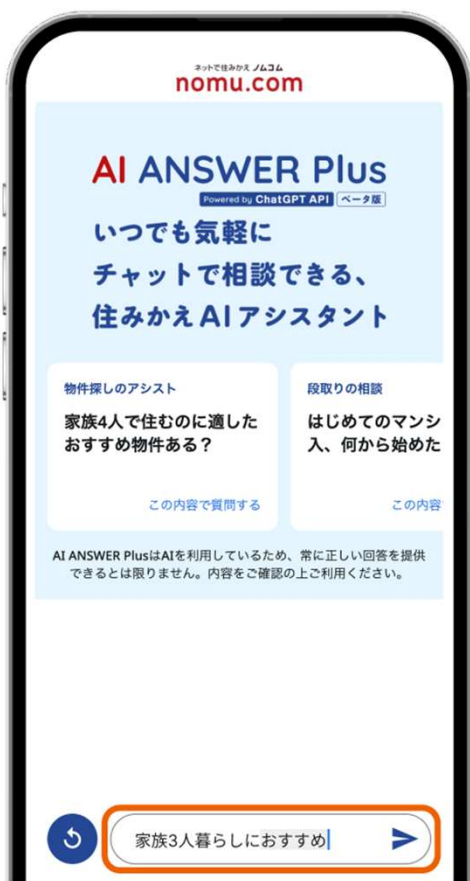 ネットで住みかえ ノムコム
nomu.com
AI ANSWER Plus
Powered by ChatGPT API ベータ版
いつでも気軽に
チャットで相談できる、
住みかえAIアシスタント
物件探しのアシスト
家族4人で住むのに適した
おすすめ物件ある？
この内容で質問する
段取りの相談
はじめてのマンシ
入、何から始めた
この内容
AI ANSWER PlusはAIを利用しているため、常に正しい回答を提供
できるとは限りません。内容をご確認の上ご利用ください。
家族3人暮らしにおすすめ